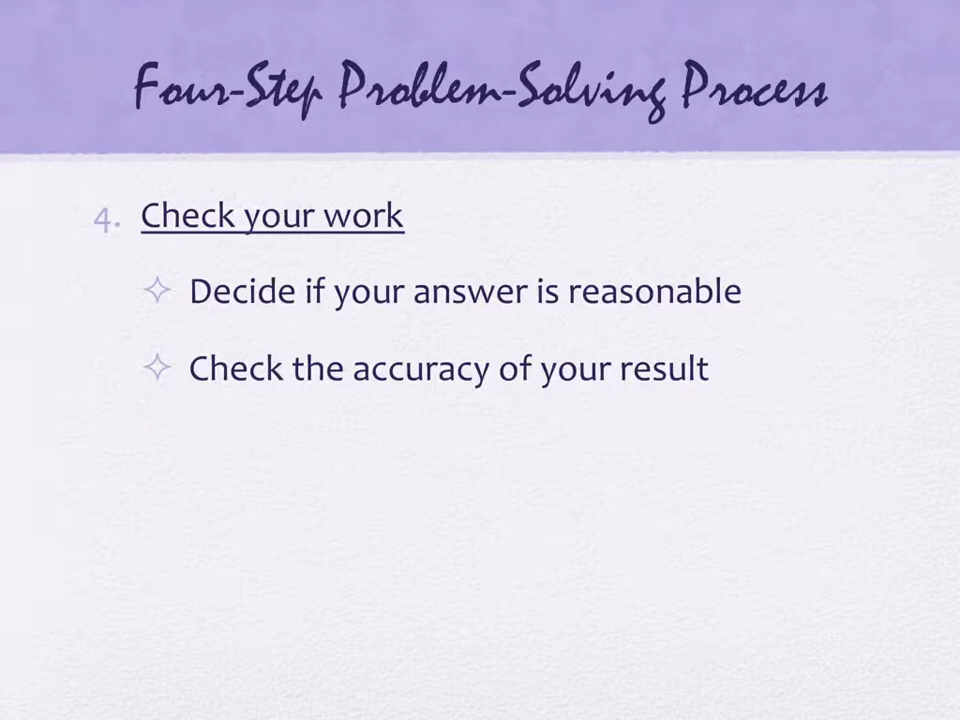 Four-Step Problem-Solving Process
4. Check your work
✧ Decide if your answer is reasonable
✧ Check the accuracy of your result